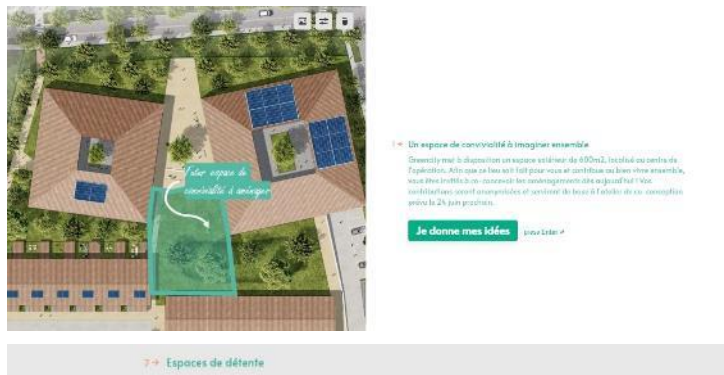 Futur espace de
convivialité à aménager
1→ Un espace de convivialité à imaginer ensemble
Greencity met à disposition un espace extérieur de 600m2, localisé au centre de
l'opération. Afin que ce lieu soit fait pour vous et contribue au bien vivre ensemble,
vous êtes invités à co-concevoir les aménagements dès aujourd'hui ! Vos
contributions seront anonymisées et serviront de base à l'atelier de co-conception
prévu le 24 juin prochain.
Je donne mes idées press Enter ↵
7→ Espaces de détente